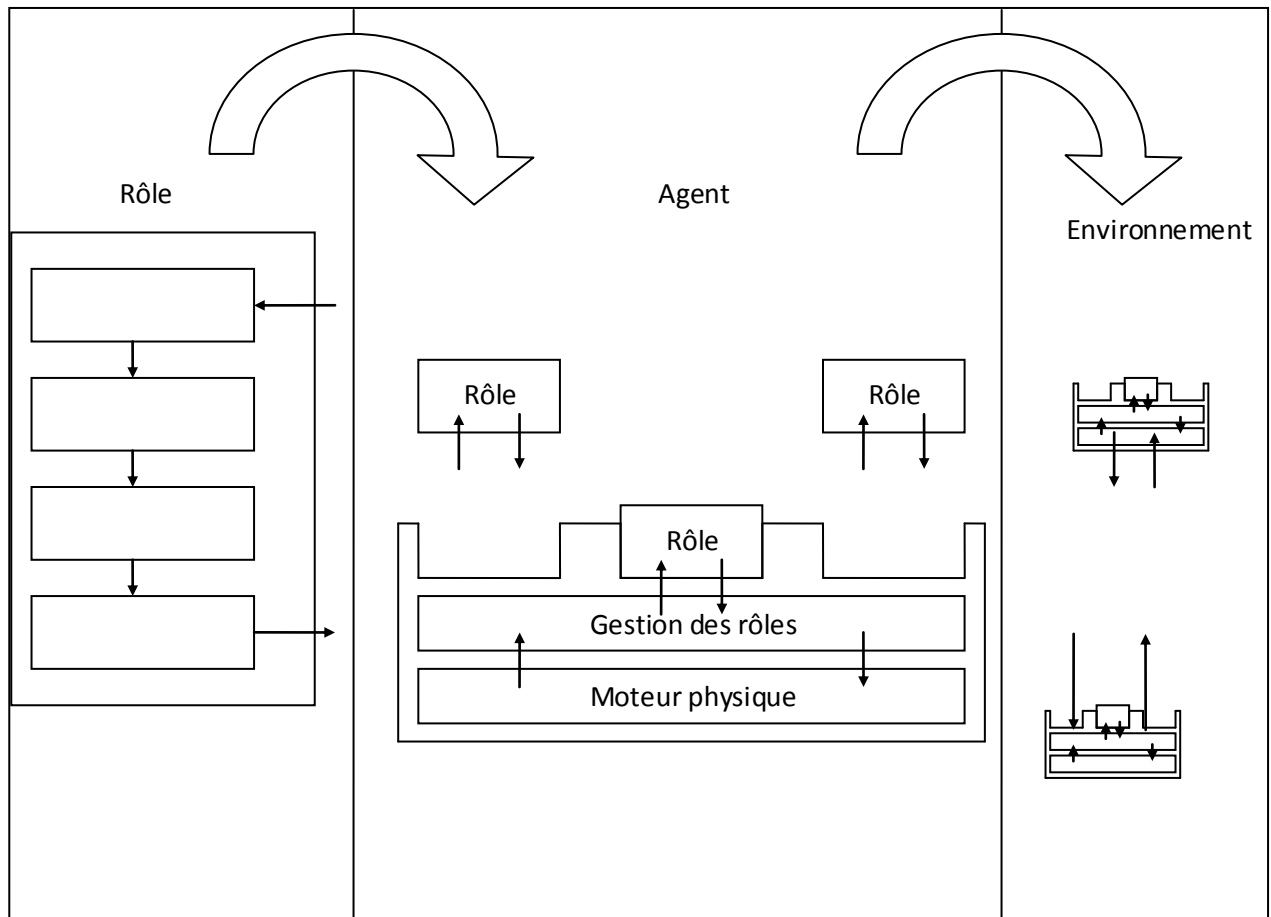 Rôle
Agent
Environnement
Rôle
Rôle
Rôle
Gestion des rôles
Moteur physique